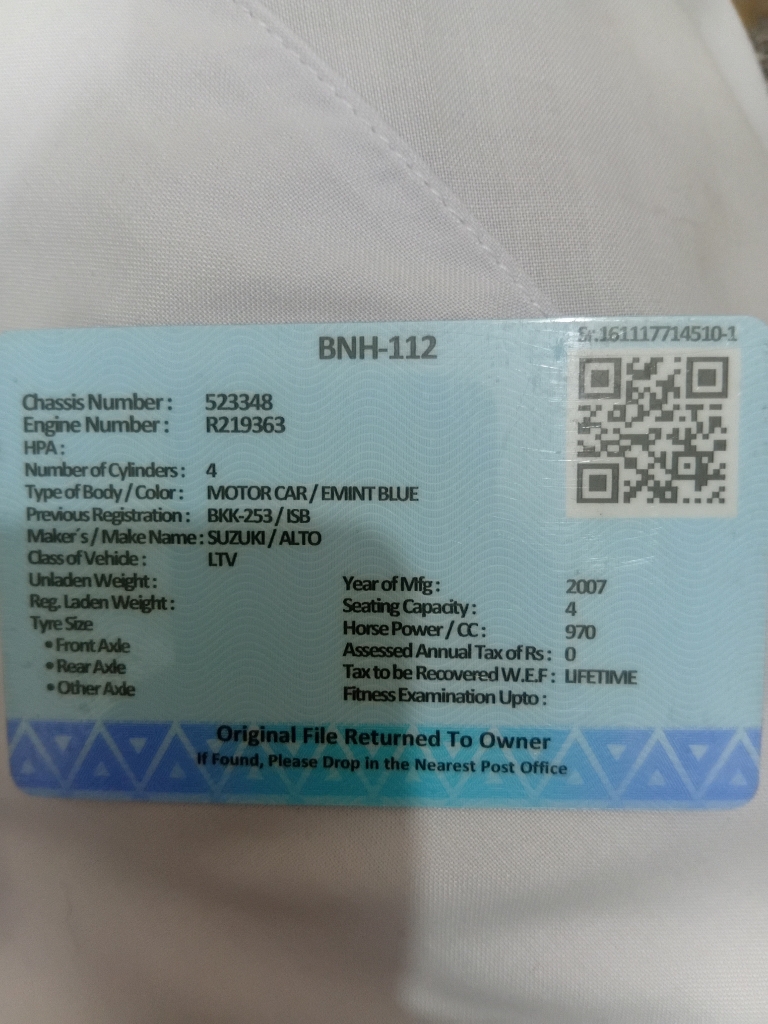 BNH-112
Sr.161117714510-1
Chassis Number : 523348
Engine Number : R219363
HPA :
Number of Cylinders : 4
Type of Body / Color : MOTOR CAR / EMINT BLUE
Previous Registration : BKK-253 / ISB
Maker´s / Make Name : SUZUKI / ALTO
Class of Vehicle : LTV
Unladen Weight :
Reg. Laden Weight :
Tyre Size
• Front Axle
• Rear Axle
• Other Axle
Year of Mfg : 2007
Seating Capacity : 4
Horse Power / CC : 970
Assessed Annual Tax of Rs : 0
Tax to be Recovered W.E.F : LIFETIME
Fitness Examination Upto :
Original File Returned To Owner
If Found, Please Drop in the Nearest Post Office